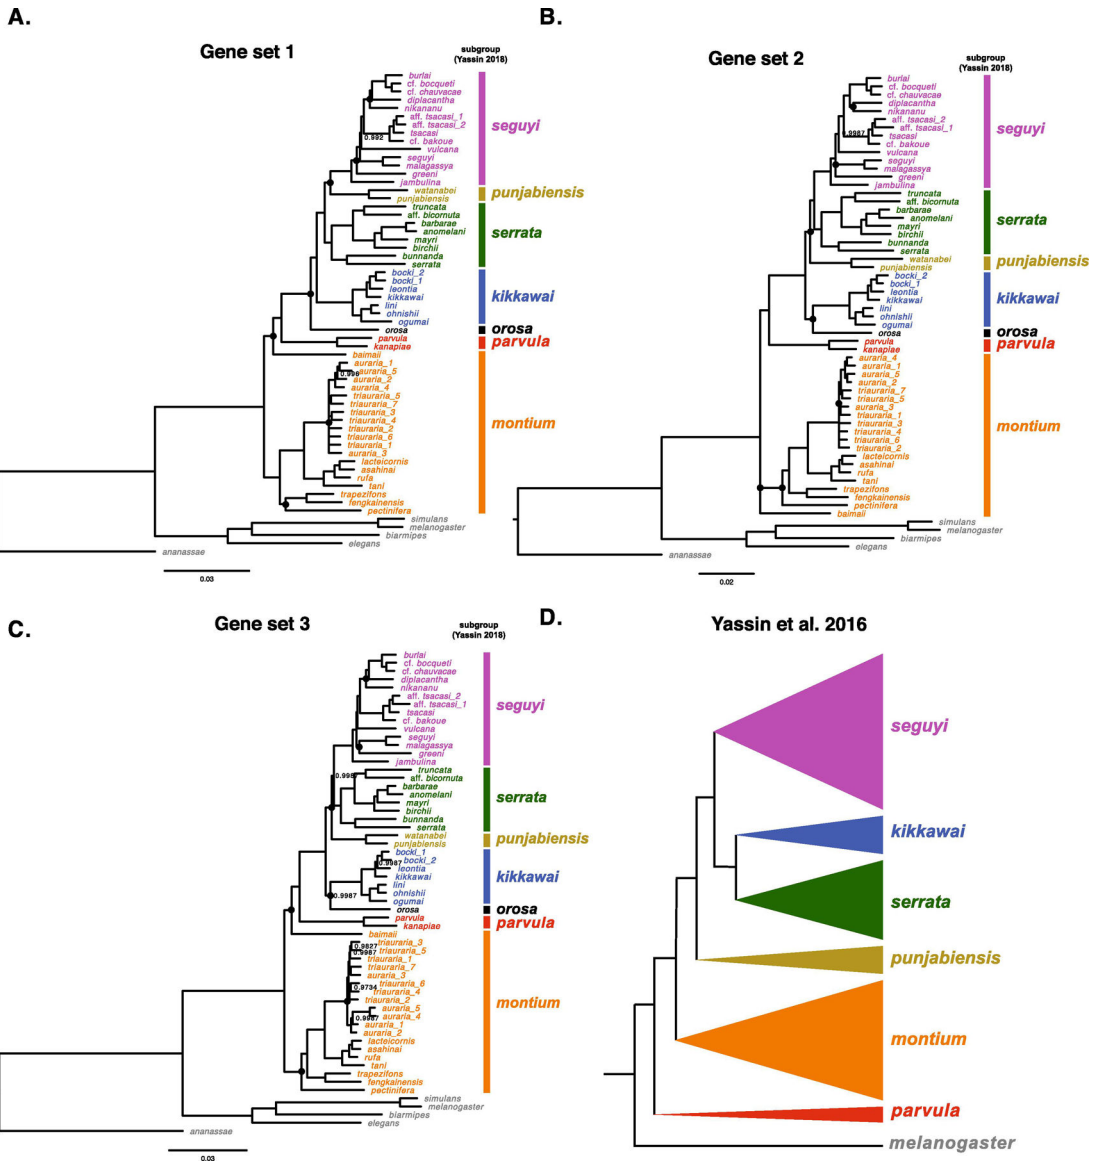 A.
Gene set 1
subgroup
(Yassin 2018)
burlai
cf. bocqueti
cf. chauvacae
diplacantha
nikananu
aff. tsacasi_1
aff. tsacasi_2
tsacasi
0.992
cf. bakoue
vulcana
seguyi
malagassya
greeni
jambulina
watanabei
punjabiensis
truncata
aff. bicornuta
barbarae
anomelani
mayri
birchii
bunnanda
serrata
bocki_2
bocki_1
leontia
kikkawai
lini
ohnishii
ogumai
orosa
parvula
kanapiae
baimaii
auraria_1
auraria_5
0.998
auraria_2
auraria_4
triauraria_5
triauraria_7
triauraria_3
triauraria_4
triauraria_2
triauraria_6
triauraria_1
auraria_3
lacteicornis
asahinai
rufa
tani
trapezifons
fengkainensis
pectinifera
simulans
melanogaster
biarmipes
elegans
ananassae
0.03
seguyi
punjabiensis
serrata
kikkawai
orosa
parvula
montium
B.
Gene set 2
subgroup
(Yassin 2018)
burlai
cf. bocqueti
cf. chauvacae
diplacantha
nikananu
aff. tsacasi_2
aff. tsacasi_1
0.9987
tsacasi
cf. bakoue
vulcana
seguyi
malagassya
greeni
jambulina
truncata
aff. bicornuta
barbarae
anomelani
mayri
birchii
bunnanda
serrata
watanabei
punjabiensis
bocki_2
bocki_1
leontia
kikkawai
lini
ohnishii
ogumai
orosa
parvula
kanapiae
auraria_4
auraria_1
auraria_5
auraria_2
triauraria_7
triauraria_5
auraria_3
triauraria_1
triauraria_3
triauraria_4
triauraria_6
triauraria_2
lacteicornis
asahinai
rufa
tani
trapezifons
fengkainensis
pectinifera
baimaii
simulans
melanogaster
biarmipes
elegans
ananassae
0.02
seguyi
serrata
punjabiensis
kikkawai
orosa
parvula
montium
C.
Gene set 3
subgroup
(Yassin 2018)
burlai
cf. bocqueti
cf. chauvacae
diplacantha
nikananu
aff. tsacasi_2
aff. tsacasi_1
tsacasi
cf. bakoue
vulcana
seguyi
malagassya
greeni
jambulina
truncata
0.9987
aff. bicornuta
barbarae
anomelani
mayri
birchii
bunnanda
serrata
watanabei
punjabiensis
bocki_1
bocki_2
0.9987
leontia
kikkawai
lini
ohnishii
0.9987
ogumai
orosa
parvula
kanapiae
baimaii
triauraria_3
0.9827
triauraria_5
0.9987
triauraria_1
triauraria_7
auraria_3
triauraria_6
0.9734
triauraria_4
triauraria_2
auraria_5
auraria_4
0.9987
auraria_1
auraria_2
lacteicornis
asahinai
rufa
tani
trapezifons
fengkainensis
pectinifera
simulans
melanogaster
biarmipes
elegans
ananassae
0.03
seguyi
serrata
punjabiensis
kikkawai
orosa
parvula
montium
D.
Yassin et al. 2016
seguyi
kikkawai
serrata
punjabiensis
montium
parvula
melanogaster